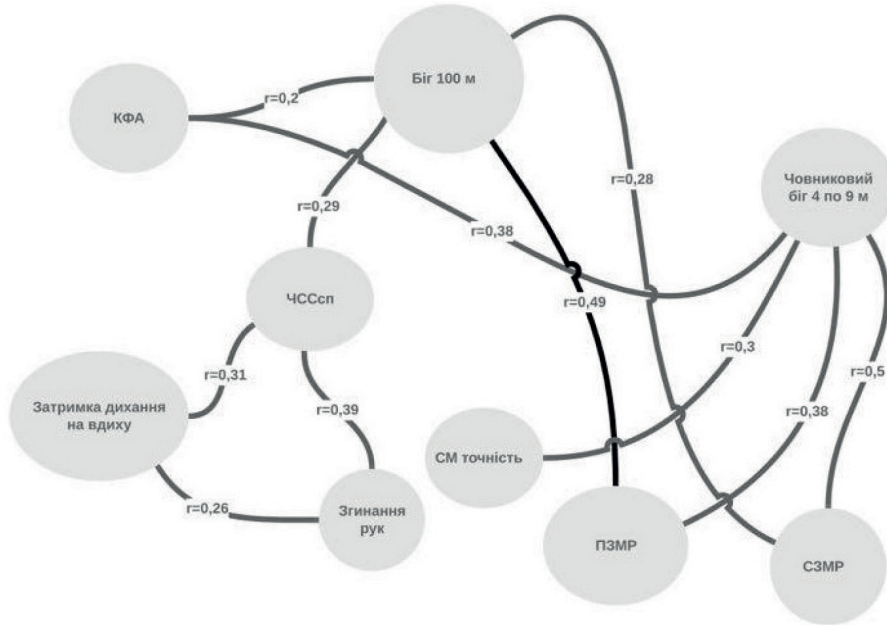 Біг 100 м
r=0,2
КФА
r=0,28
Човниковий
біг 4 по 9 м
r=0,29
r=0,38
ЧССсп
r=0,49
r=0,3
r=0,5
r=0,31
Затримка дихання
на вдиху
r=0,39
r=0,38
СМ точність
r=0,26
Згинання
рук
ПЗМР
СЗМР